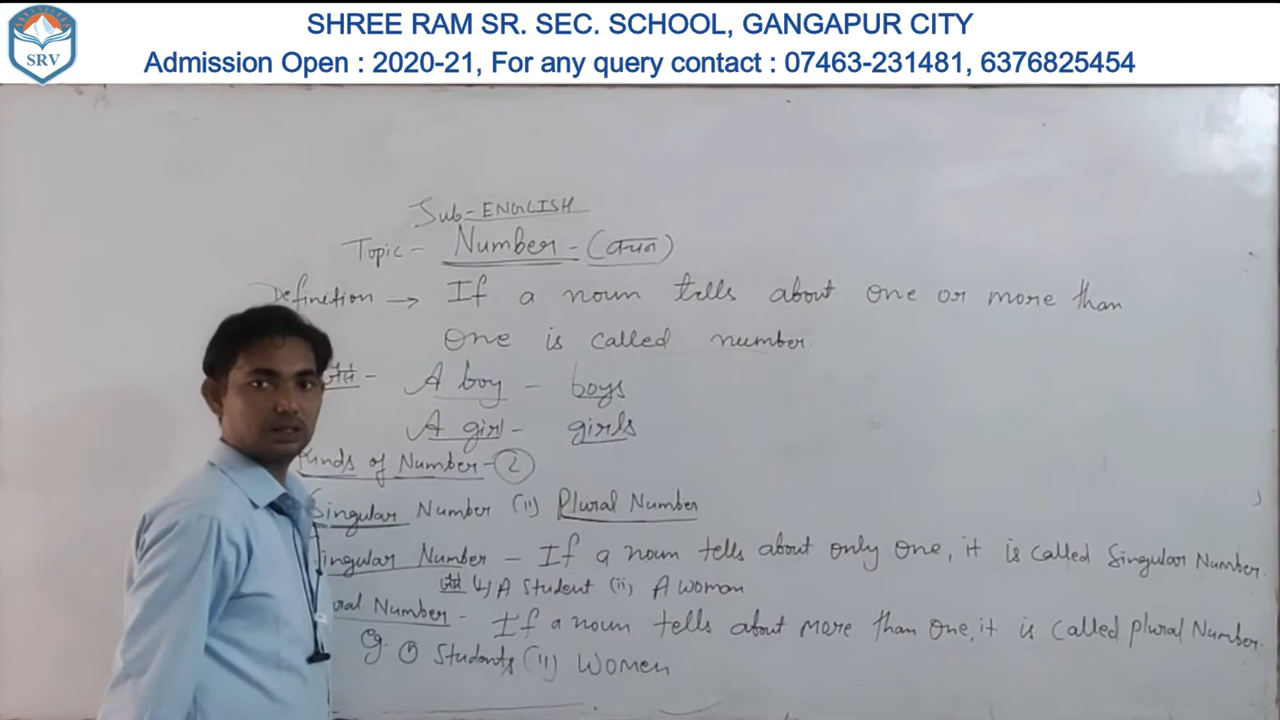 SHREE RAM SR. SEC. SCHOOL, GANGAPUR CITY
SRV
Admission Open : 2020-21, For any query contact : 07463-231481, 6376825454
Sub-ENGLISH
Topic- Number-(वचन)
Definition → If a noun tells about one or more than
one is called number.
जैसे - A boy - boys
A girl - girls
Kinds of Number-2
Singular Number (ii) Plural Number
Singular Number - If a noun tells about only one, it is called Singular Number.
जैसे (i) A Student (ii) A woman
ral Number - If a noun tells about more than one, it is called plural Number.
eg. (i) Students (ii) Women